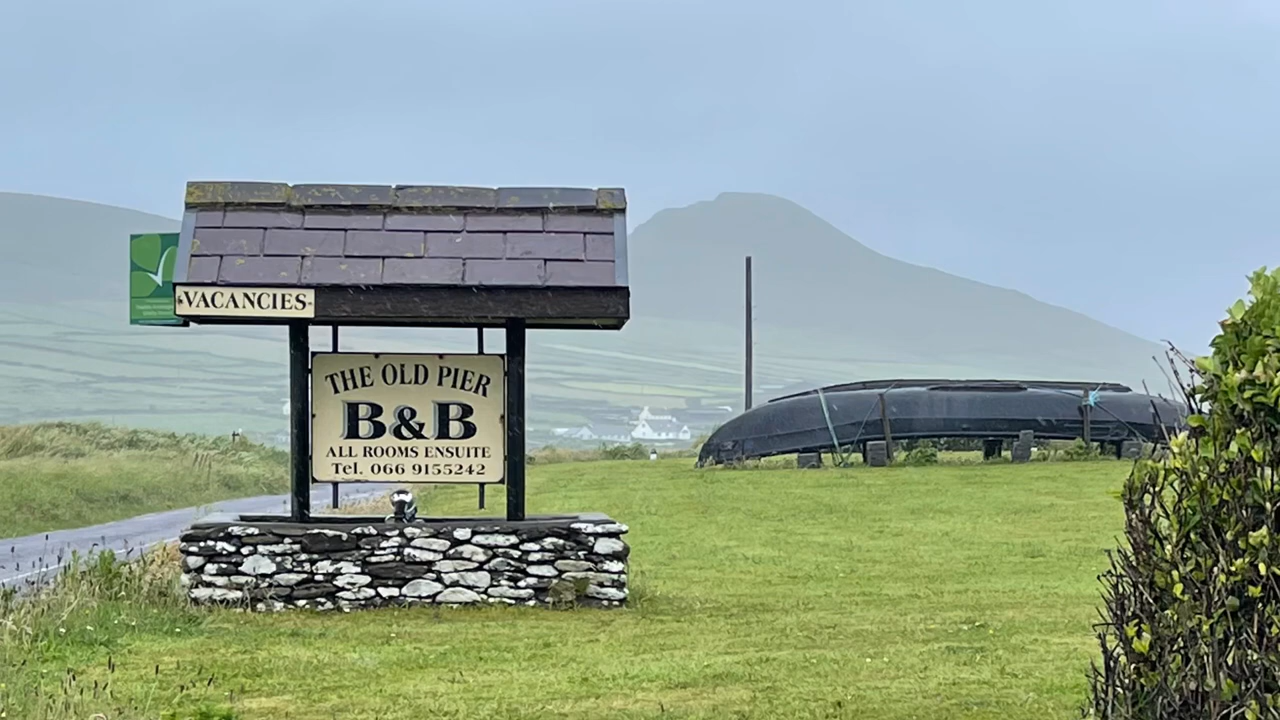 VACANCIES
THE OLD PIER
B&B
ALL ROOMS ENSUITE
Tel. 066 9155242